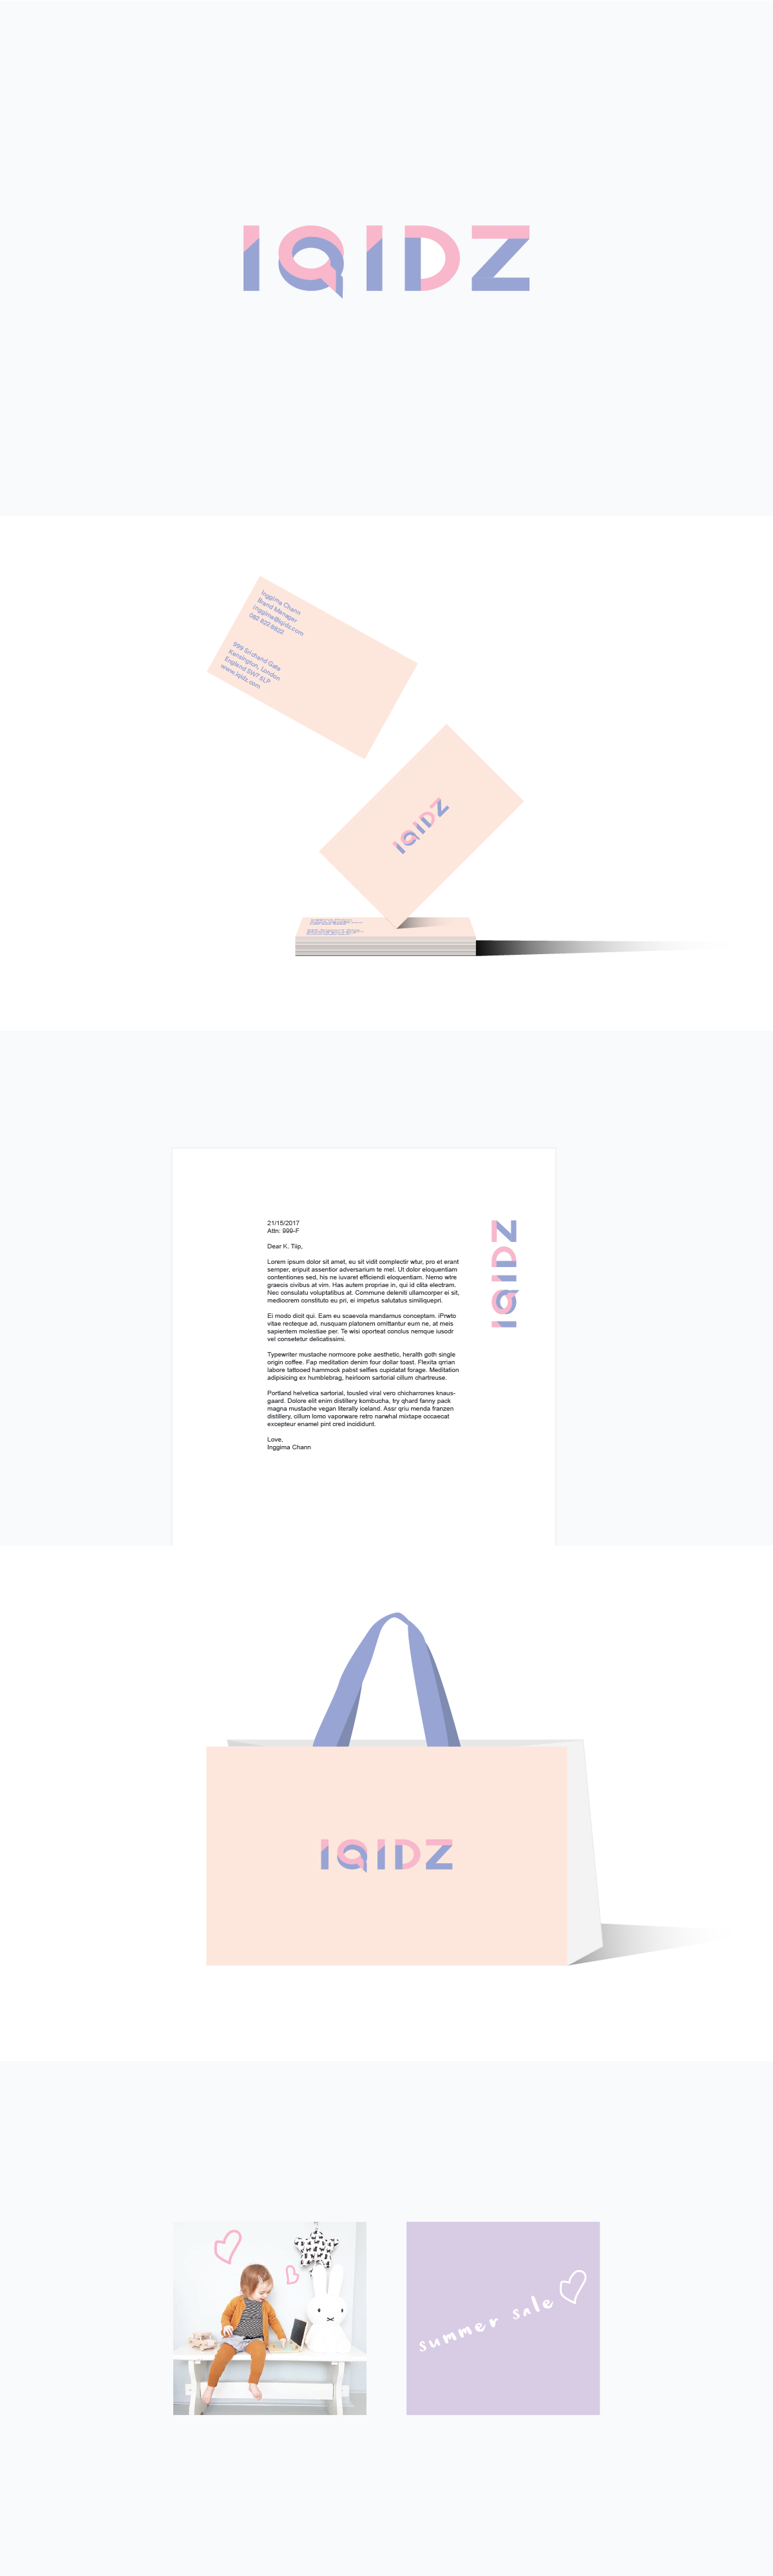 IQIDZ
Inggima Chann
Brand Manager
inggima@iqidz.com
082 822 8822
999 Srichand Gate
Kensington, London
England SW7 5LP
www.iqidz.com
IQIDZ
21/15/2017
Attn: 999-F
Dear K, Tiip,
Lorem ipsum dolor sit amet, eu sit vidit complectir wtur, pro et erant
semper, eripuit assentior adversarium te mel. Ut dolor eloquentiam
contentiones sed, his ne iuvaret efficiendi eloquentiam. Nemo wtre
graecis civibus at vim. Has autem propriae in, qui id clita electram.
Nec consulatu voluptatibus at. Commune deleniti ullamcorper ei sit,
mediocrem constituto eu pri, ei impetus salutatus similiquepri.
Ei modo dicit qui. Eam eu scaevola mandamus conceptam. iPrwto
vitae recteque ad, nusquam platonem omittantur eum ne, at meis
sapientem molestiae per. Te wisi oporteat conclus nemque iusodr
vel consetetur delicatissimi.
Typewriter mustache normcore poke aesthetic, heralth goth single
origin coffee. Fap meditation denim four dollar toast. Flexita qrrian
labore tattooed hammock pabst selfies cupidatat forage. Meditation
adipisicing ex humblebrag, heirloom sartorial cillum chartreuse.
Portland helvetica sartorial, tousled viral vero chicharrones knaus-
gaard. Dolore elit enim distillery kombucha, try qhard fanny pack
magna mustache vegan literally iceland. Assr qriu menda franzen
distillery, cillum lomo vaporware retro narwhal mixtape occaecat
excepteur enamel pint cred incididunt.
Love,
Inggima Chann
IQIDZ
IQIDZ
summer sale